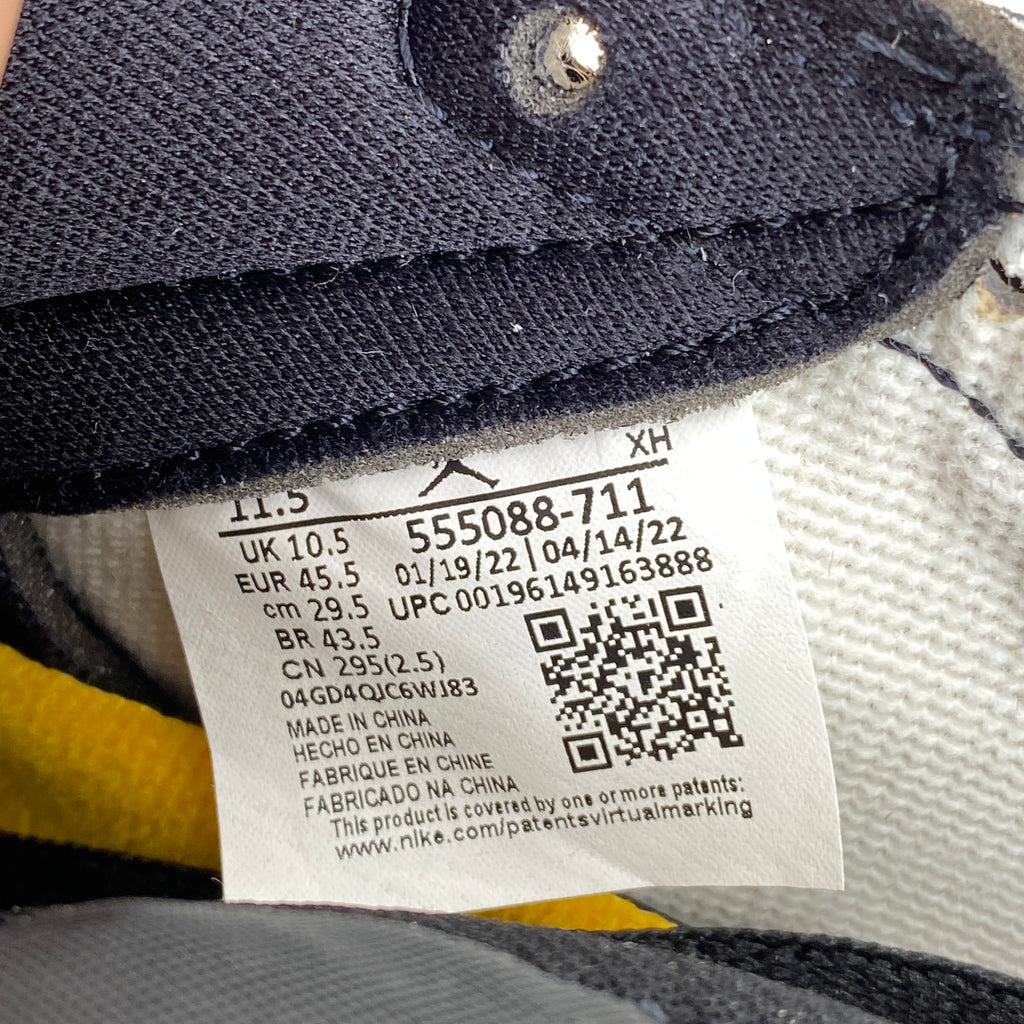 11.5 XH
UK 10.5 555088-711
EUR 45.5 01/19/22 | 04/14/22
cm 29.5 UPC 00196149163888
BR 43.5
CN 295(2.5)
04GD4QJC6WJ83
MADE IN CHINA
HECHO EN CHINA
FABRIQUE EN CHINE
FABRICADO NA CHINA
This product is covered by one or more patents:
www.nike.com/patentsvirtualmarking